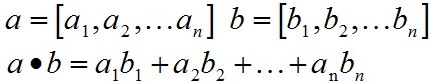 a = [a₁, a₂, …aₙ] b = [b₁, b₂, …bₙ]
a • b = a₁b₁ + a₂b₂ + … + aₙbₙ